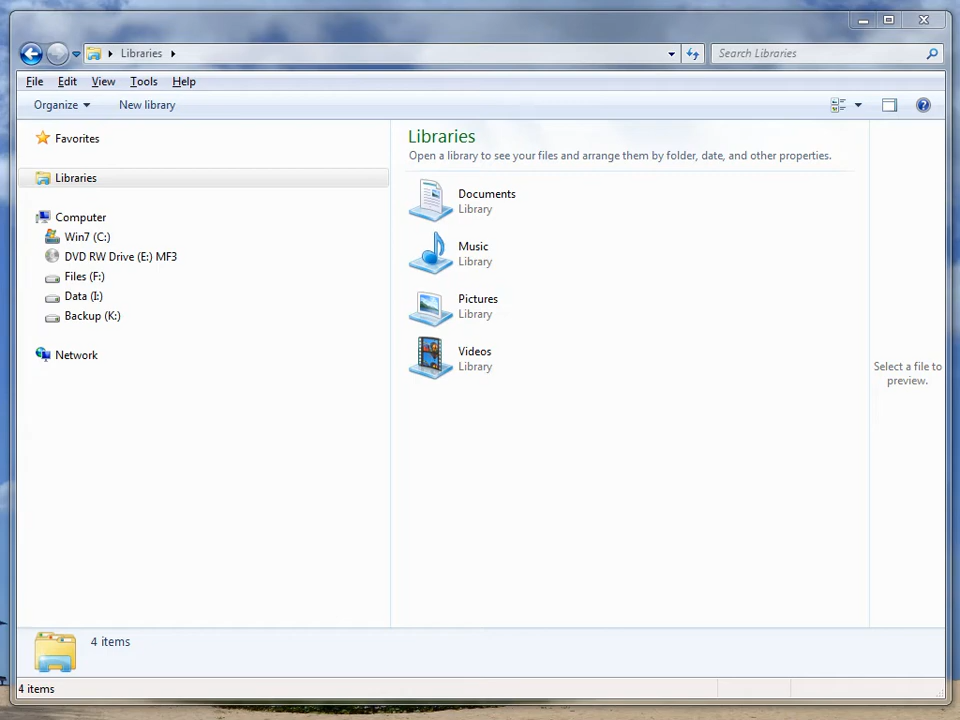 Libraries
Search Libraries
File Edit View Tools Help
Organize New library
Favorites
Libraries
Computer
Win7 (C:)
DVD RW Drive (E:) MF3
Files (F:)
Data (I:)
Backup (K:)
Network
Libraries
Open a library to see your files and arrange them by folder, date, and other properties.
Documents
Library
Music
Library
Pictures
Library
Videos
Library
Select a file to
preview.
4 items
4 items